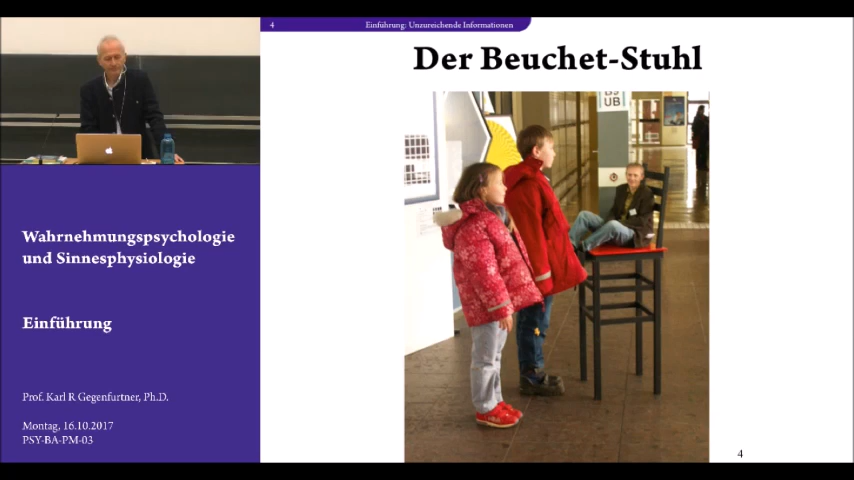 4
Einführung: Unzureichende Informationen
Der Beuchet-Stuhl
UB
Wahrnehmungspsychologie
und Sinnesphysiologie
Einführung
Prof. Karl R Gegenfurtner, Ph.D.
Montag, 16.10.2017
PSY-BA-PM-03
4